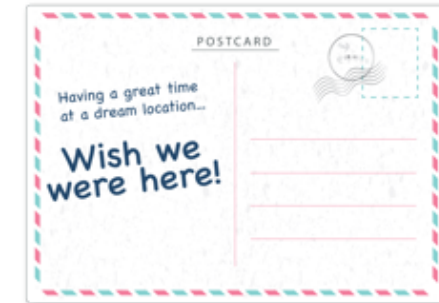 POSTCARD
Having a great time
at a dream location...
Wish we
were here!